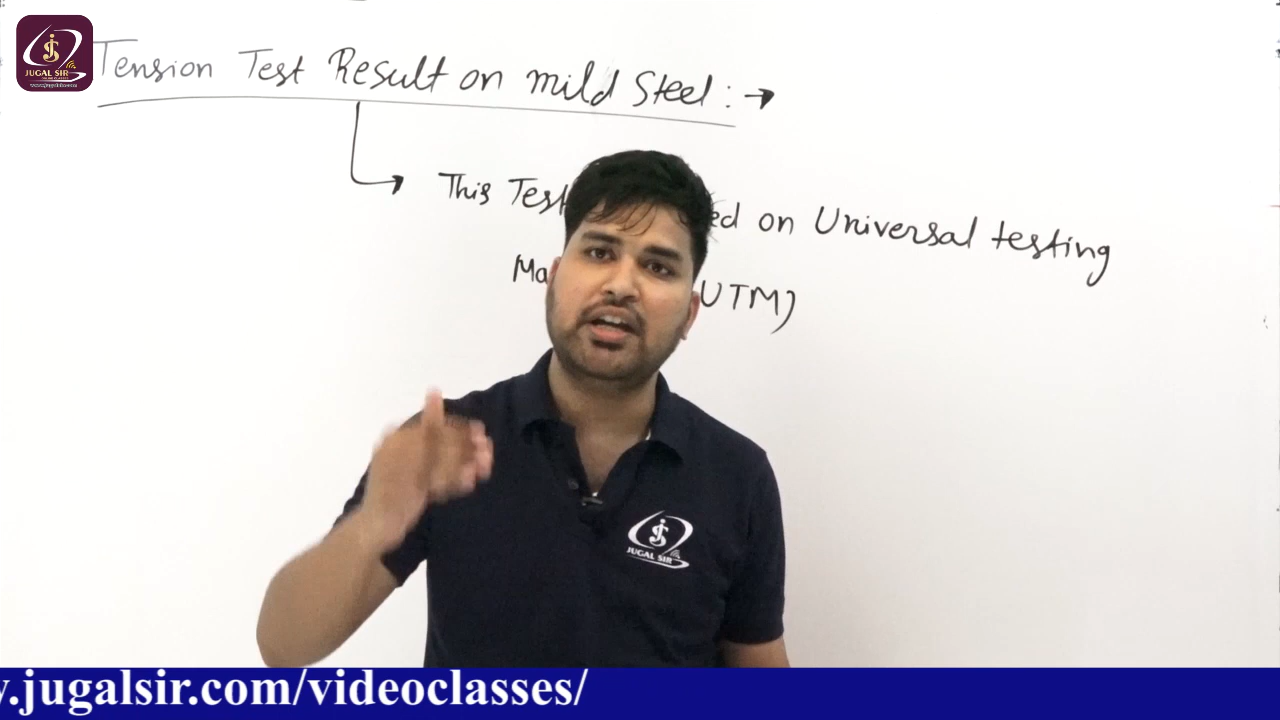 JUGAL SIR
Tension Test Result on mild Steel : →
→ This Test ed on Universal testing
Ma UTM)
JUGAL SIR
.jugalsir.com/videoclasses/